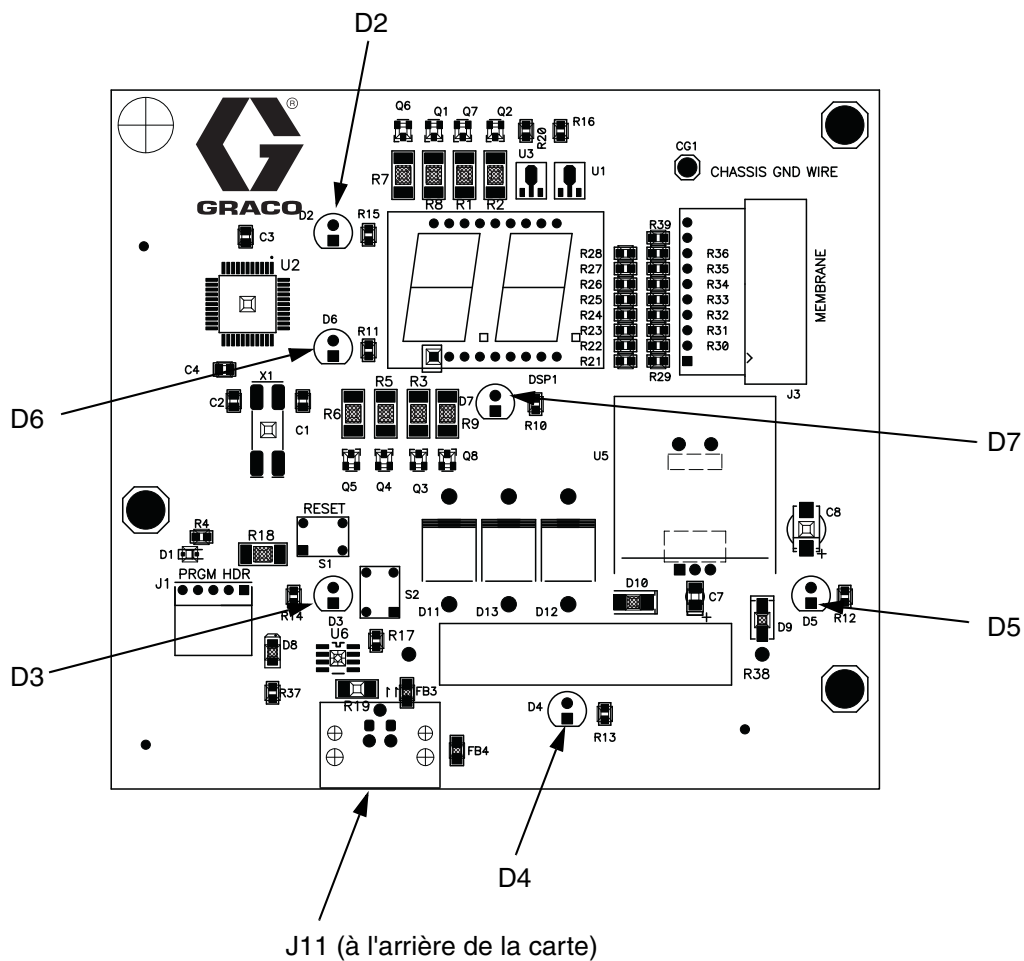 D2
Q6 Q1 Q7 Q2
R20
R16
U3
U1
CG1
CHASSIS GND WIRE
®
GRACO
R7
R8 R1 R2
D2
R15
C3
U2
R39
R28
R36
R27
R35
R26
R34
R25
R33
R24
R32
R23
R31
R22
R30
R21
R29
MEMBRANE
J3
D6
R11
C4
X1
C2
C1
R5 R3
R6
R9
D7
DSP1
R10
D6
D7
U5
Q5 Q4 Q3 Q8
C8
+
RESET
R4
D1
R18
S1
J1
PRGM HDR
R14
D3
S2
D11 D13 D12
D10
C7
+
D9
D5
R12
D5
U6
R17
D8
R38
D3
R37
R19
11
FB3
D4
R13
FB4
D4
J11 (à l'arrière de la carte)